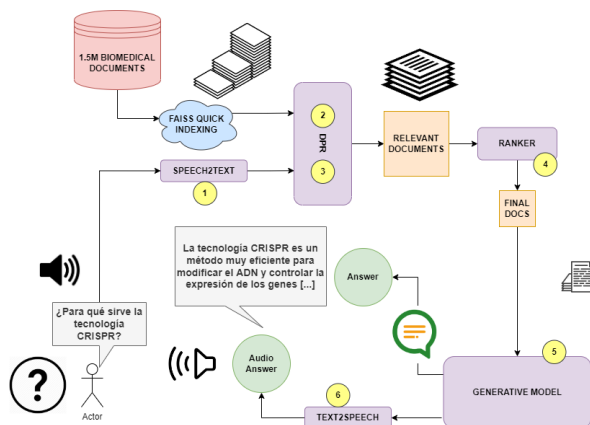 1.5M BIOMEDICAL
DOCUMENTS
FAISS QUICK
INDEXING
2
DPR
3
SPEECH2TEXT
1
RELEVANT
DOCUMENTS
RANKER
4
FINAL
DOCS
La tecnología CRISPR es un
método muy eficiente para
modificar el ADN y controlar la
expresión de los genes [...]
Answer
¿Para qué sirve la
tecnología
CRISPR?
?
Actor
Audio
Answer
5
GENERATIVE MODEL
6
TEXT2SPEECH